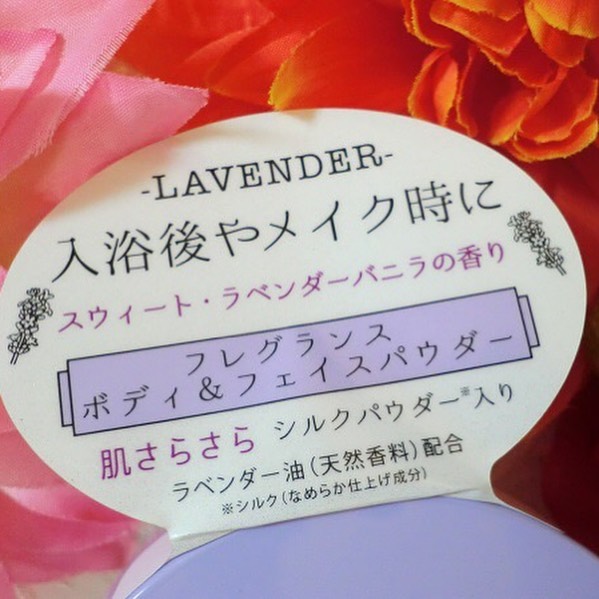 -LAVENDER-
入浴後やメイク時に
スウィート・ラベンダーバニラの香り
フレグランス
ボディ&フェイスパウダー
肌さらさら シルクパウダー※入り
ラベンダー油(天然香料)配合
※シルク(なめらか仕上げ成分)